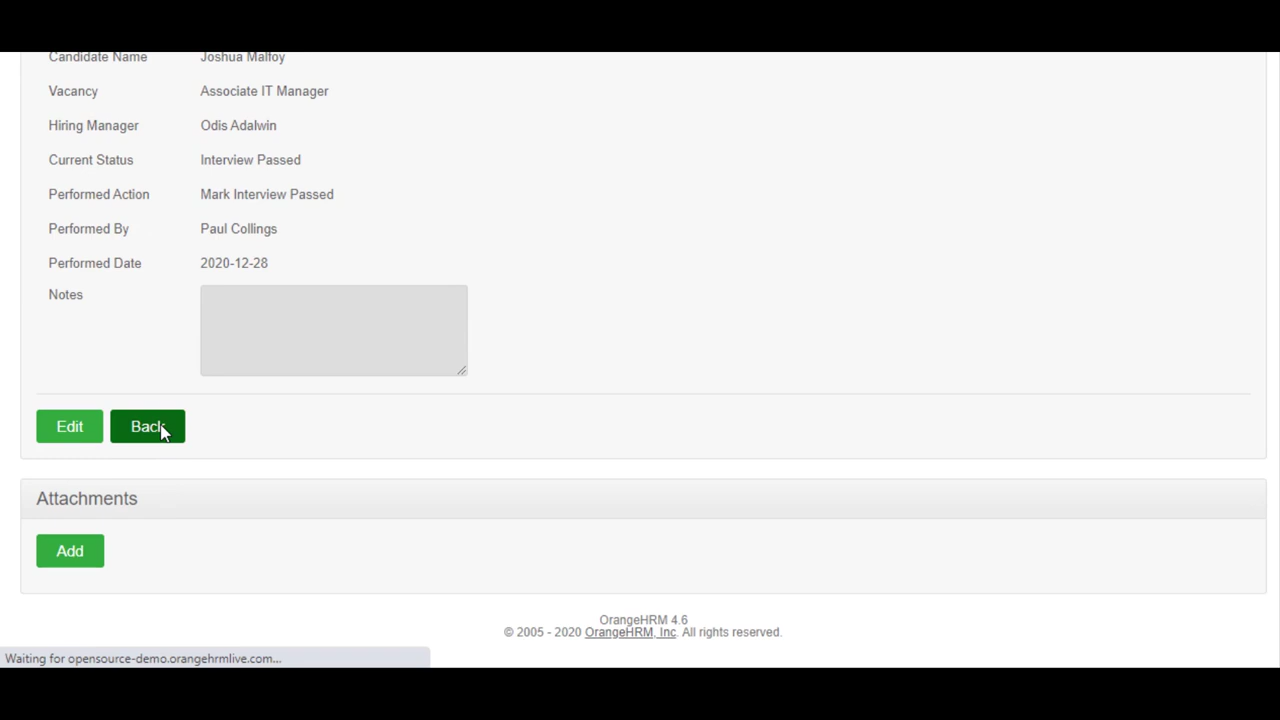 Candidate Name Joshua Malfoy
Vacancy Associate IT Manager
Hiring Manager Odis Adalwin
Current Status Interview Passed
Performed Action Mark Interview Passed
Performed By Paul Collings
Performed Date 2020-12-28
Notes
Edit Back
Attachments
Add
OrangeHRM 4.6
© 2005 - 2020 OrangeHRM, Inc. All rights reserved.
Waiting for opensource-demo.orangehrmlive.com...